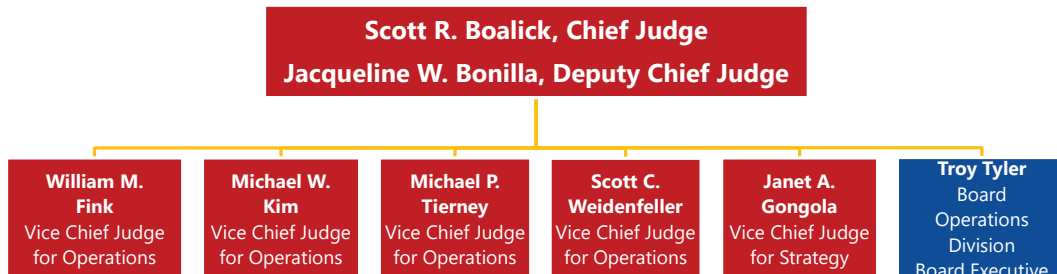 Scott R. Boalick, Chief Judge
Jacqueline W. Bonilla, Deputy Chief Judge
William M.
Fink
Vice Chief Judge
for Operations
Michael W.
Kim
Vice Chief Judge
for Operations
Michael P.
Tierney
Vice Chief Judge
for Operations
Scott C.
Weidenfeller
Vice Chief Judge
for Operations
Janet A.
Gongola
Vice Chief Judge
for Strategy
Troy Tyler
Board
Operations
Division
Board Executive